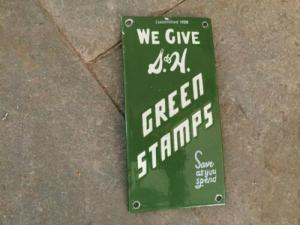 Established 1896
WE GIVE
S&H.
GREEN
STAMPS
Save
as you
spend